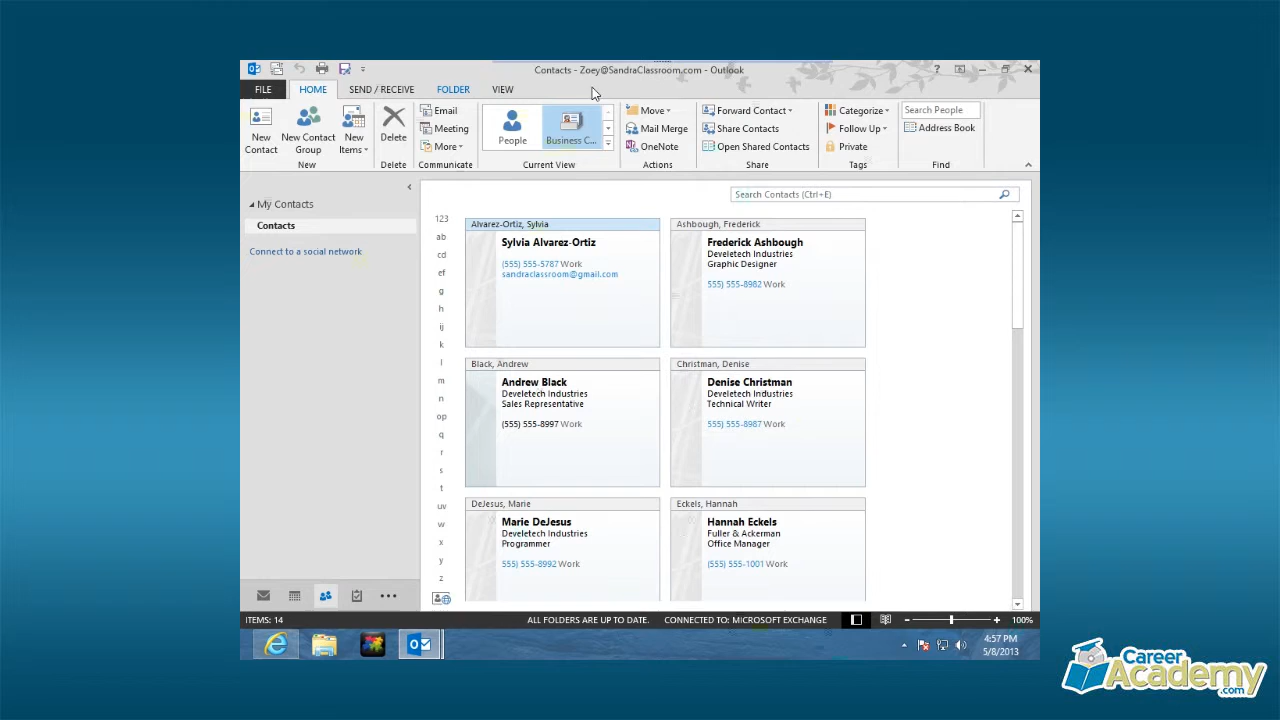 Contacts - Zoey@SandraClassroom.com - Outlook
?
FILE HOME SEND / RECEIVE FOLDER VIEW
New Contact
New Contact Group
New Items
New
Delete
Delete
Email
Meeting
More
Communicate
People
Business C...
Current View
Move
Mail Merge
OneNote
Actions
Forward Contact
Share Contacts
Open Shared Contacts
Share
Categorize
Follow Up
Private
Tags
Search People
Address Book
Find
My Contacts
Contacts
Connect to a social network
Search Contacts (Ctrl+E)
123
ab
cd
ef
g
h
ij
k
l
m
n
op
q
r
s
t
uv
w
x
y
z
Alvarez-Ortiz, Sylvia
Sylvia Alvarez-Ortiz
(555) 555-5787 Work
sandraclassroom@gmail.com
Ashbough, Frederick
Frederick Ashbough
Develetech Industries
Graphic Designer
555) 555-8982 Work
Black, Andrew
Andrew Black
Develetech Industries
Sales Representative
(555) 555-8997 Work
Christman, Denise
Denise Christman
Develetech Industries
Technical Writer
555) 555-8987 Work
DeJesus, Marie
Marie DeJesus
Develetech Industries
Programmer
555) 555-8992 Work
Eckels, Hannah
Hannah Eckels
Fuller & Ackerman
Office Manager
(555) 555-1001 Work
ITEMS: 14
ALL FOLDERS ARE UP TO DATE.
CONNECTED TO: MICROSOFT EXCHANGE
100%
4:57 PM
5/8/2013
Career
Academy
.com